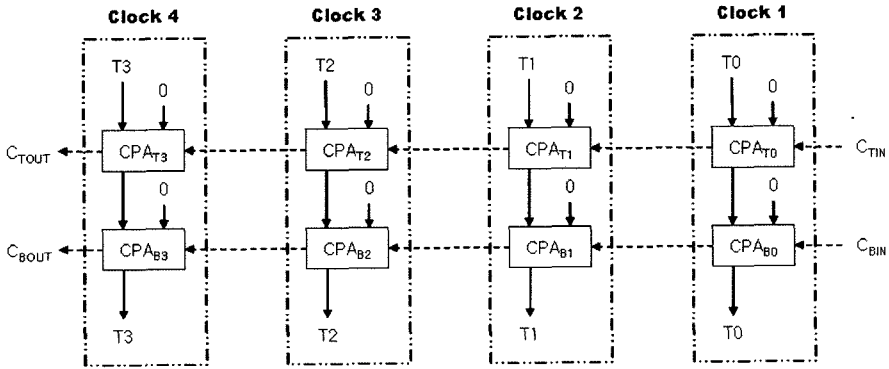 Clock 4 Clock 3 Clock 2 Clock 1
T3 T2 T1 T0
0 0 0 0
C_TOUT CPA_T3 CPA_T2 CPA_T1 CPA_T0 C_TIN
0 0 0 0
C_BOUT CPA_B3 CPA_B2 CPA_B1 CPA_B0 C_BIN
T3 T2 T1 T0